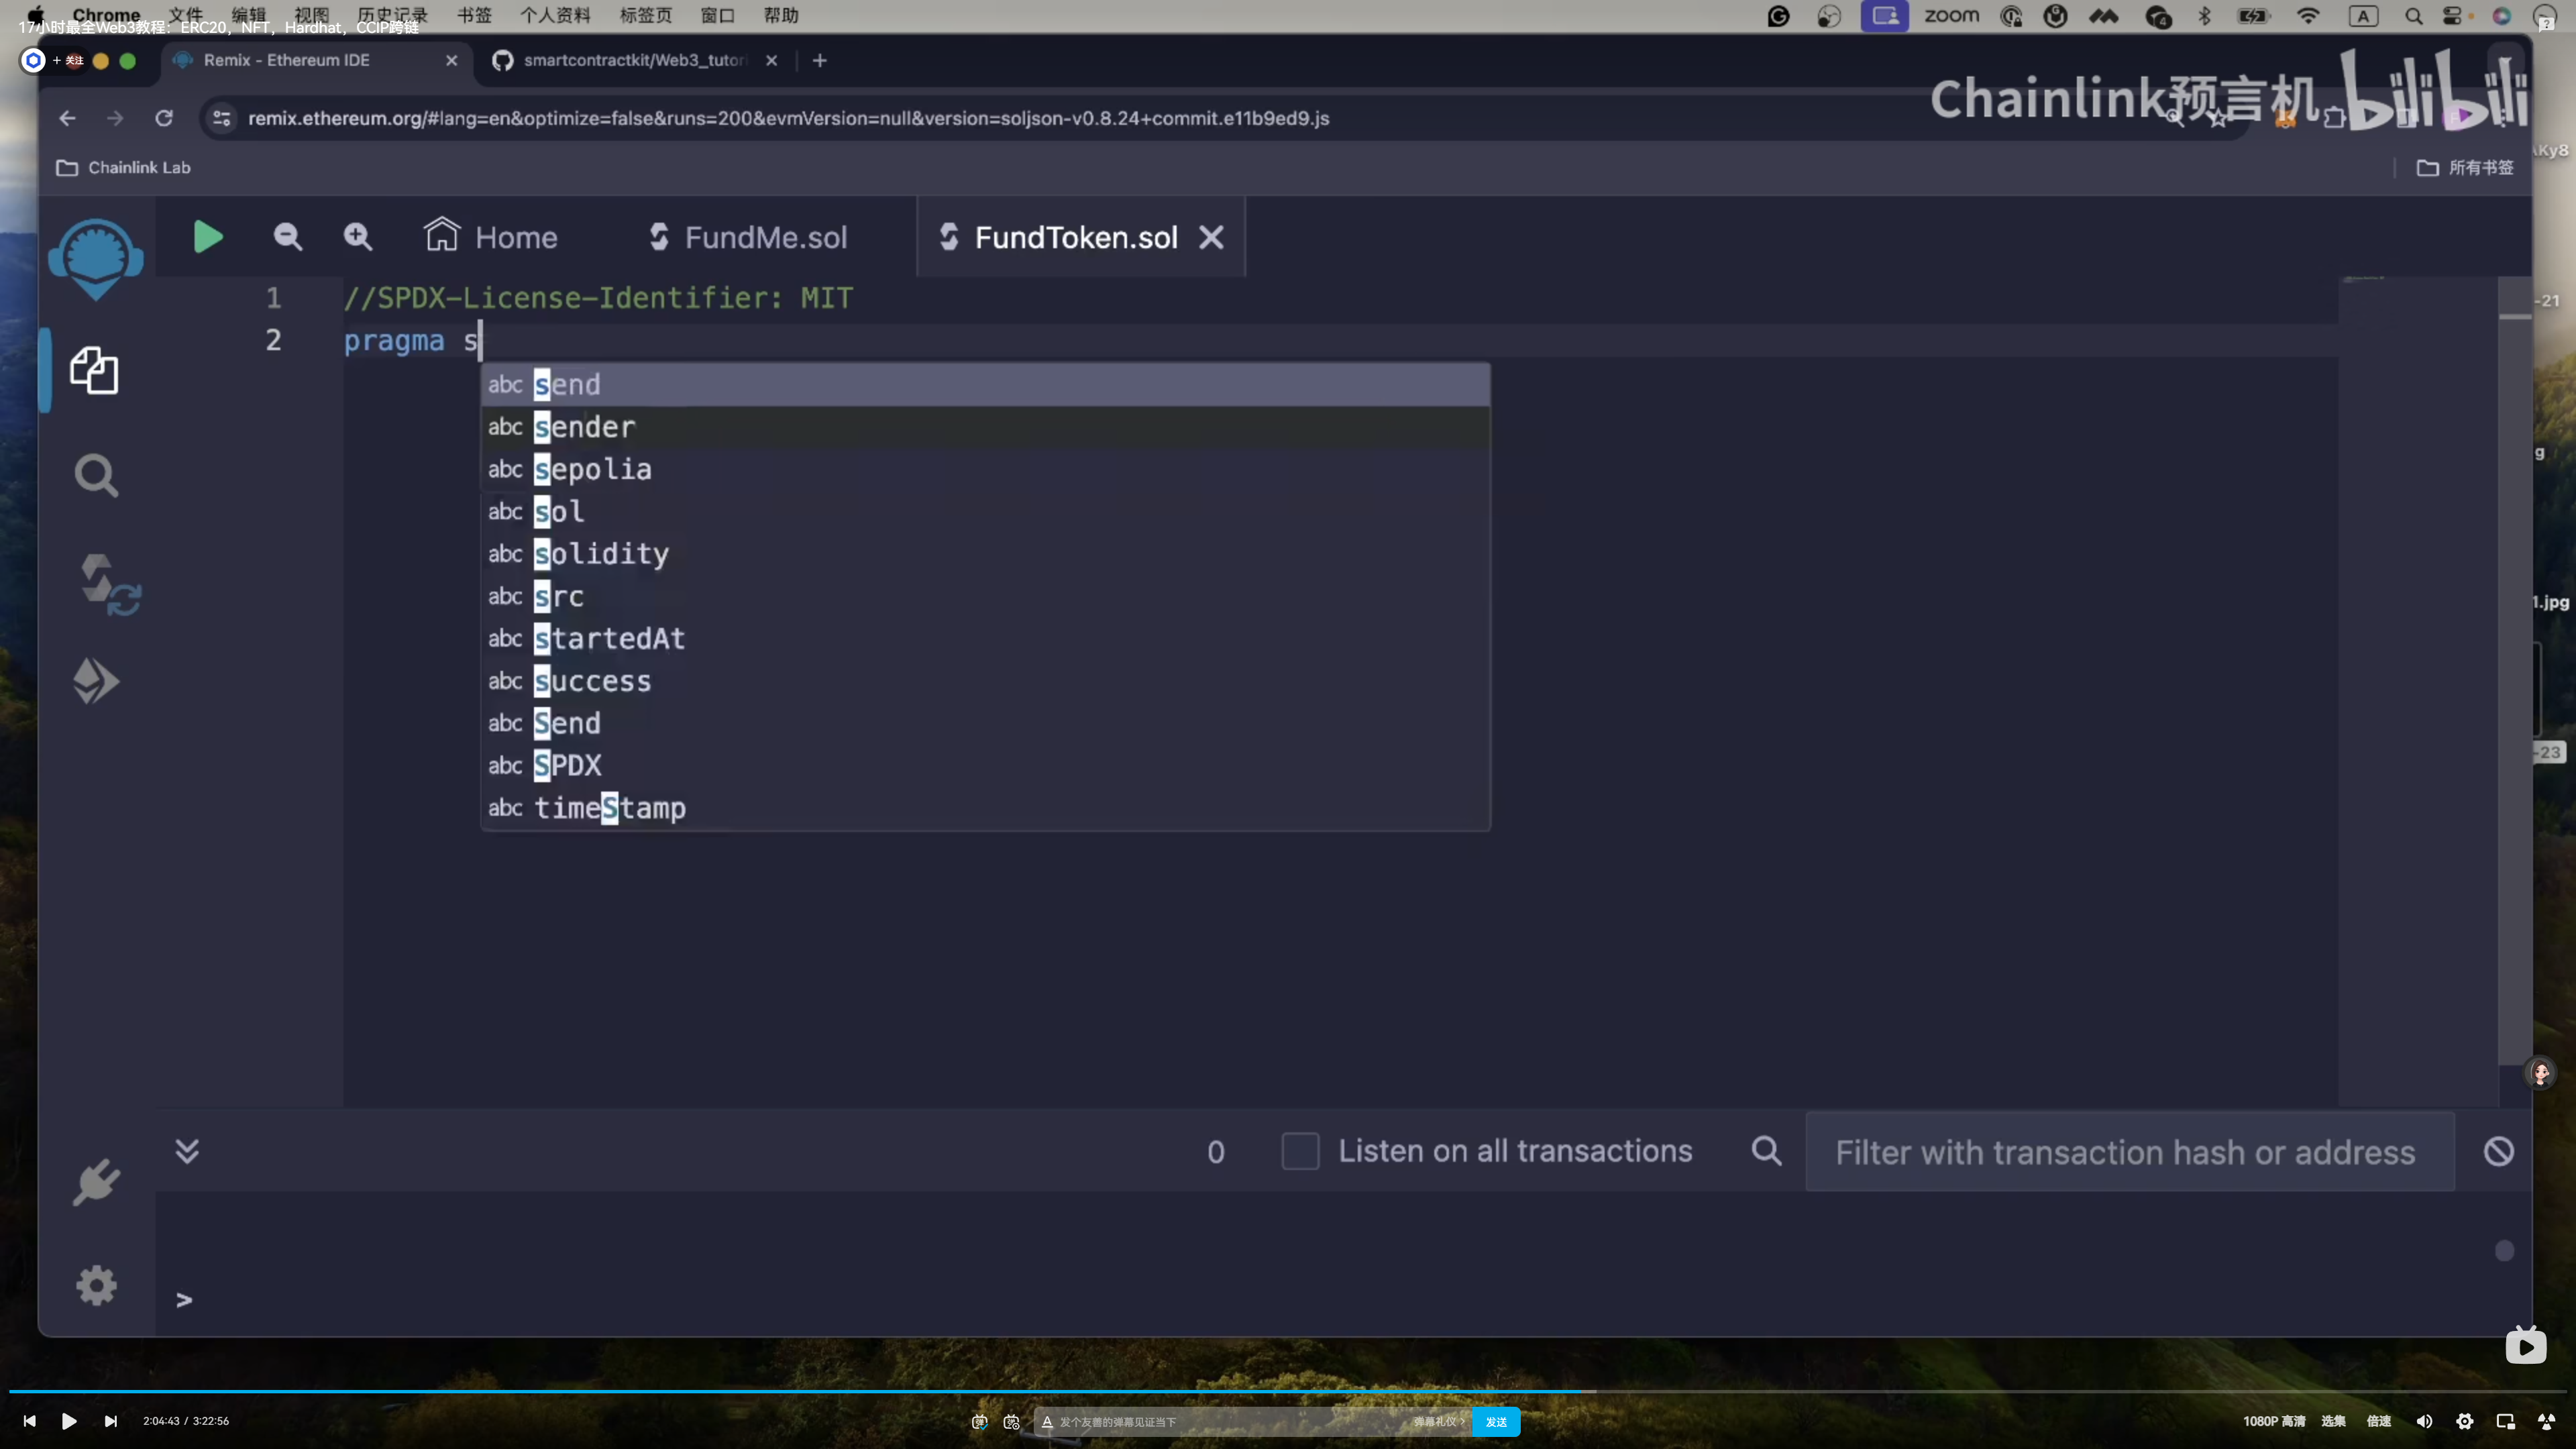 Chrome 文件 编辑 视图 历史记录 书签 个人资料 标签页 窗口 帮助 zoom A
17小时最全Web3教程：ERC20，NFT，Hardhat，CCIP跨链
+ 关注
Remix - Ethereum IDE
smartcontractkit/Web3_tutor
Chainlink预言机 bilibili
remix.ethereum.org/#lang=en&optimize=false&runs=200&evmVersion=null&version=soljson-v0.8.24+commit.e11b9ed9.js
Chainlink Lab
所有书签
Home FundMe.sol FundToken.sol
1 //SPDX-License-Identifier: MIT
2 pragma s
abc send
abc sender
abc sepolia
abc sol
abc solidity
abc src
abc startedAt
abc success
abc Send
abc SPDX
abc timeStamp
-21
1.jpg
-23
0 Listen on all transactions Filter with transaction hash or address
>
2:04:43 / 3:22:56
发个友善的弹幕见证当下
弹幕礼仪 >
发送
1080P 高清 选集 倍速